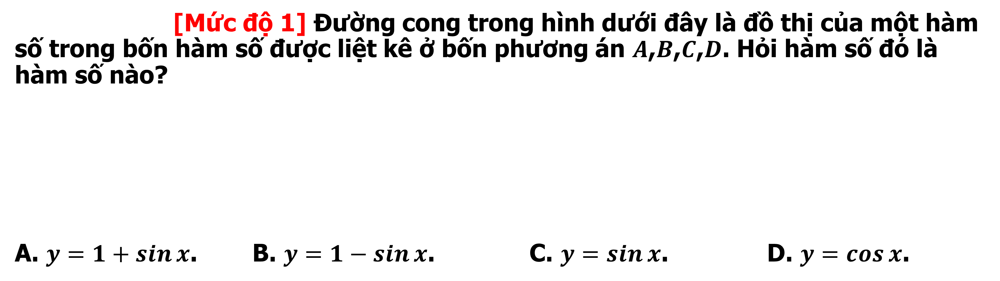 [Mức độ 1] Đường cong trong hình dưới đây là đồ thị của một hàm
số trong bốn hàm số được liệt kê ở bốn phương án A,B,C,D. Hỏi hàm số đó là
hàm số nào?
A. y = 1 + sin x. B. y = 1 − sin x. C. y = sin x. D. y = cos x.